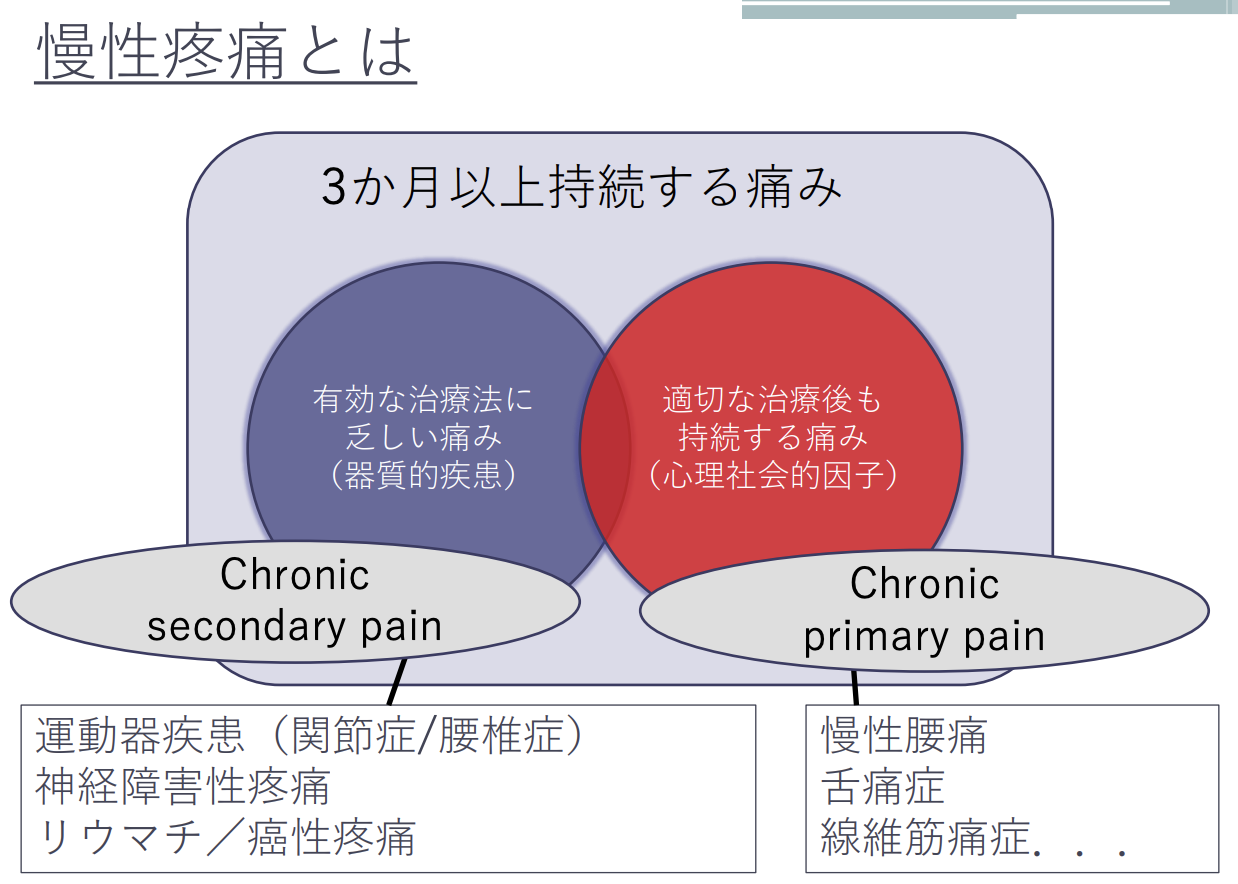 慢性疼痛とは
3か月以上持続する痛み
有効な治療法に
乏しい痛み
（器質的疾患）
適切な治療後も
持続する痛み
（心理社会的因子）
Chronic
secondary pain
Chronic
primary pain
運動器疾患（関節症/腰椎症）
神経障害性疼痛
リウマチ／癌性疼痛
慢性腰痛
舌痛症
線維筋痛症．．．